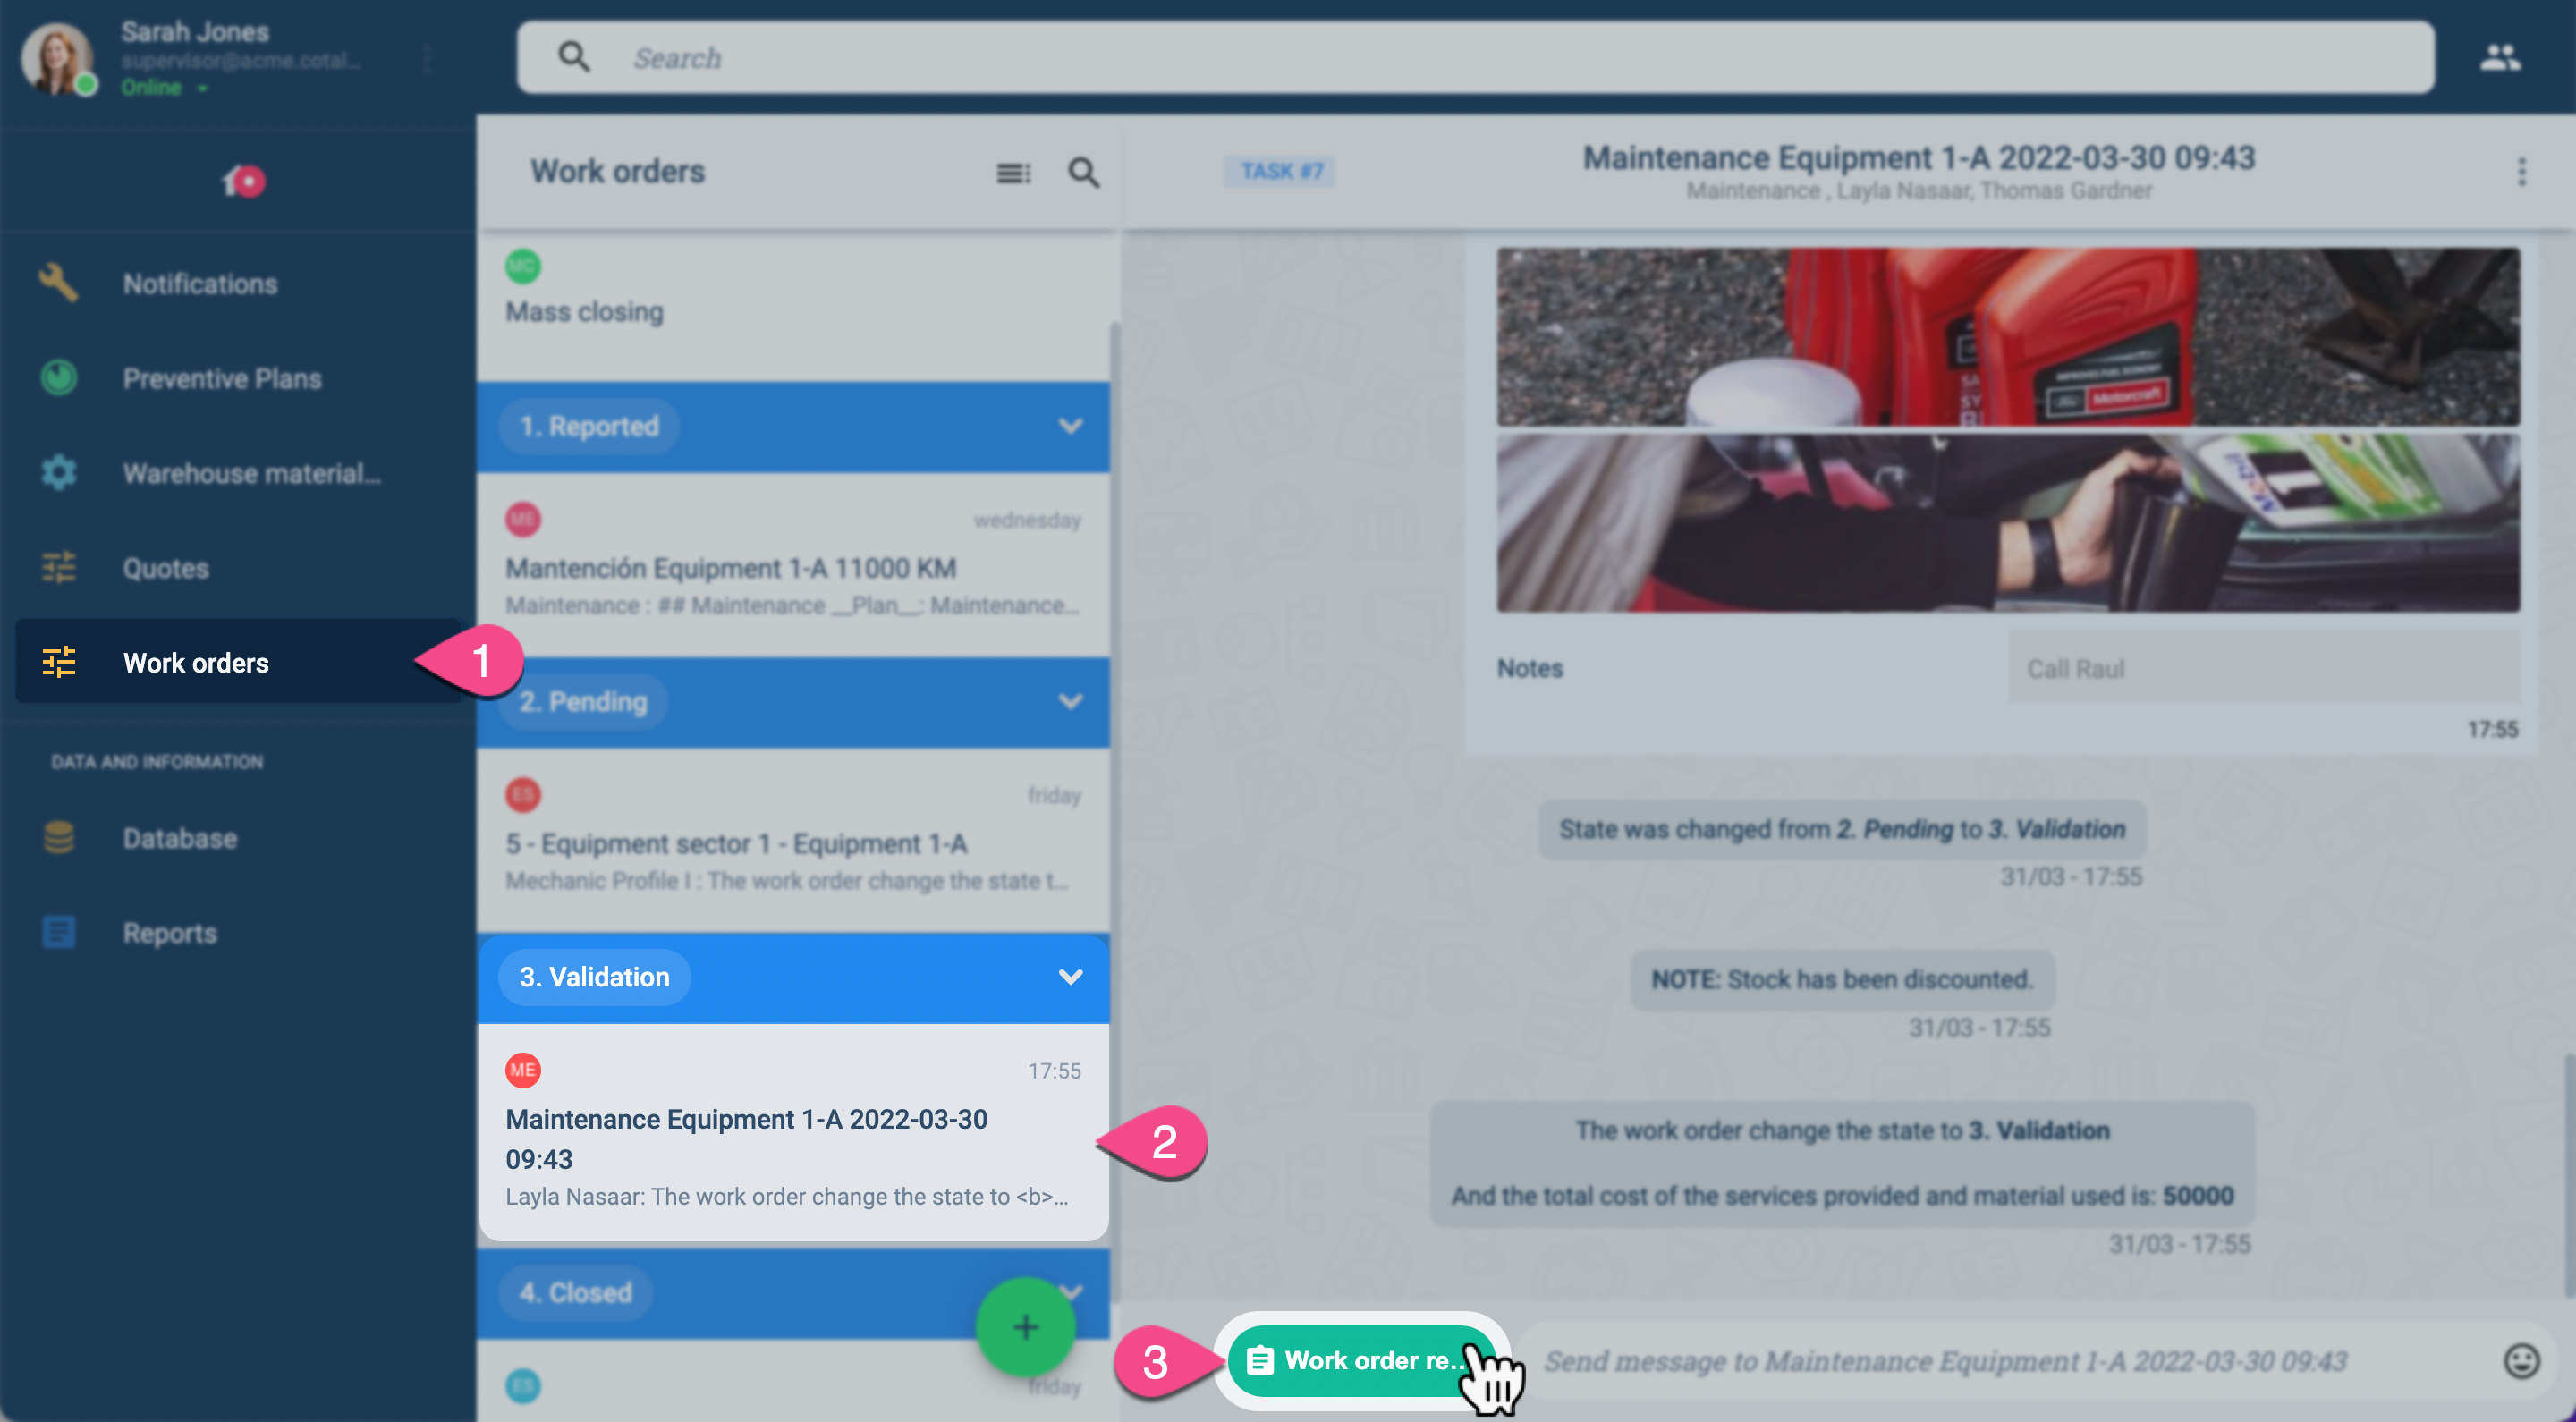 Sarah Jones
supervisor@acme.cotal...
Online
Search
Notifications
Preventive Plans
Warehouse material...
Quotes
Work orders
1
DATA AND INFORMATION
Database
Reports
Work orders
MC
Mass closing
1. Reported
ME
wednesday
Mantención Equipment 1-A 11000 KM
Maintenance : ## Maintenance __Plan__: Maintenance...
2. Pending
ES
friday
5 - Equipment sector 1 - Equipment 1-A
Mechanic Profile I : The work order change the state t...
3. Validation
ME
17:55
Maintenance Equipment 1-A 2022-03-30
09:43
Layla Nasaar: The work order change the state to <b>...
2
4. Closed
+
ES
friday
TASK #7
Maintenance Equipment 1-A 2022-03-30 09:43
Maintenance , Layla Nasaar, Thomas Gardner
Motorcraft
Mobil 1
Notes
Call Raul
17:55
State was changed from 2. Pending to 3. Validation
31/03 - 17:55
NOTE: Stock has been discounted.
31/03 - 17:55
The work order change the state to 3. Validation
And the total cost of the services provided and material used is: 50000
31/03 - 17:55
3
Work order re...
Send message to Maintenance Equipment 1-A 2022-03-30 09:43